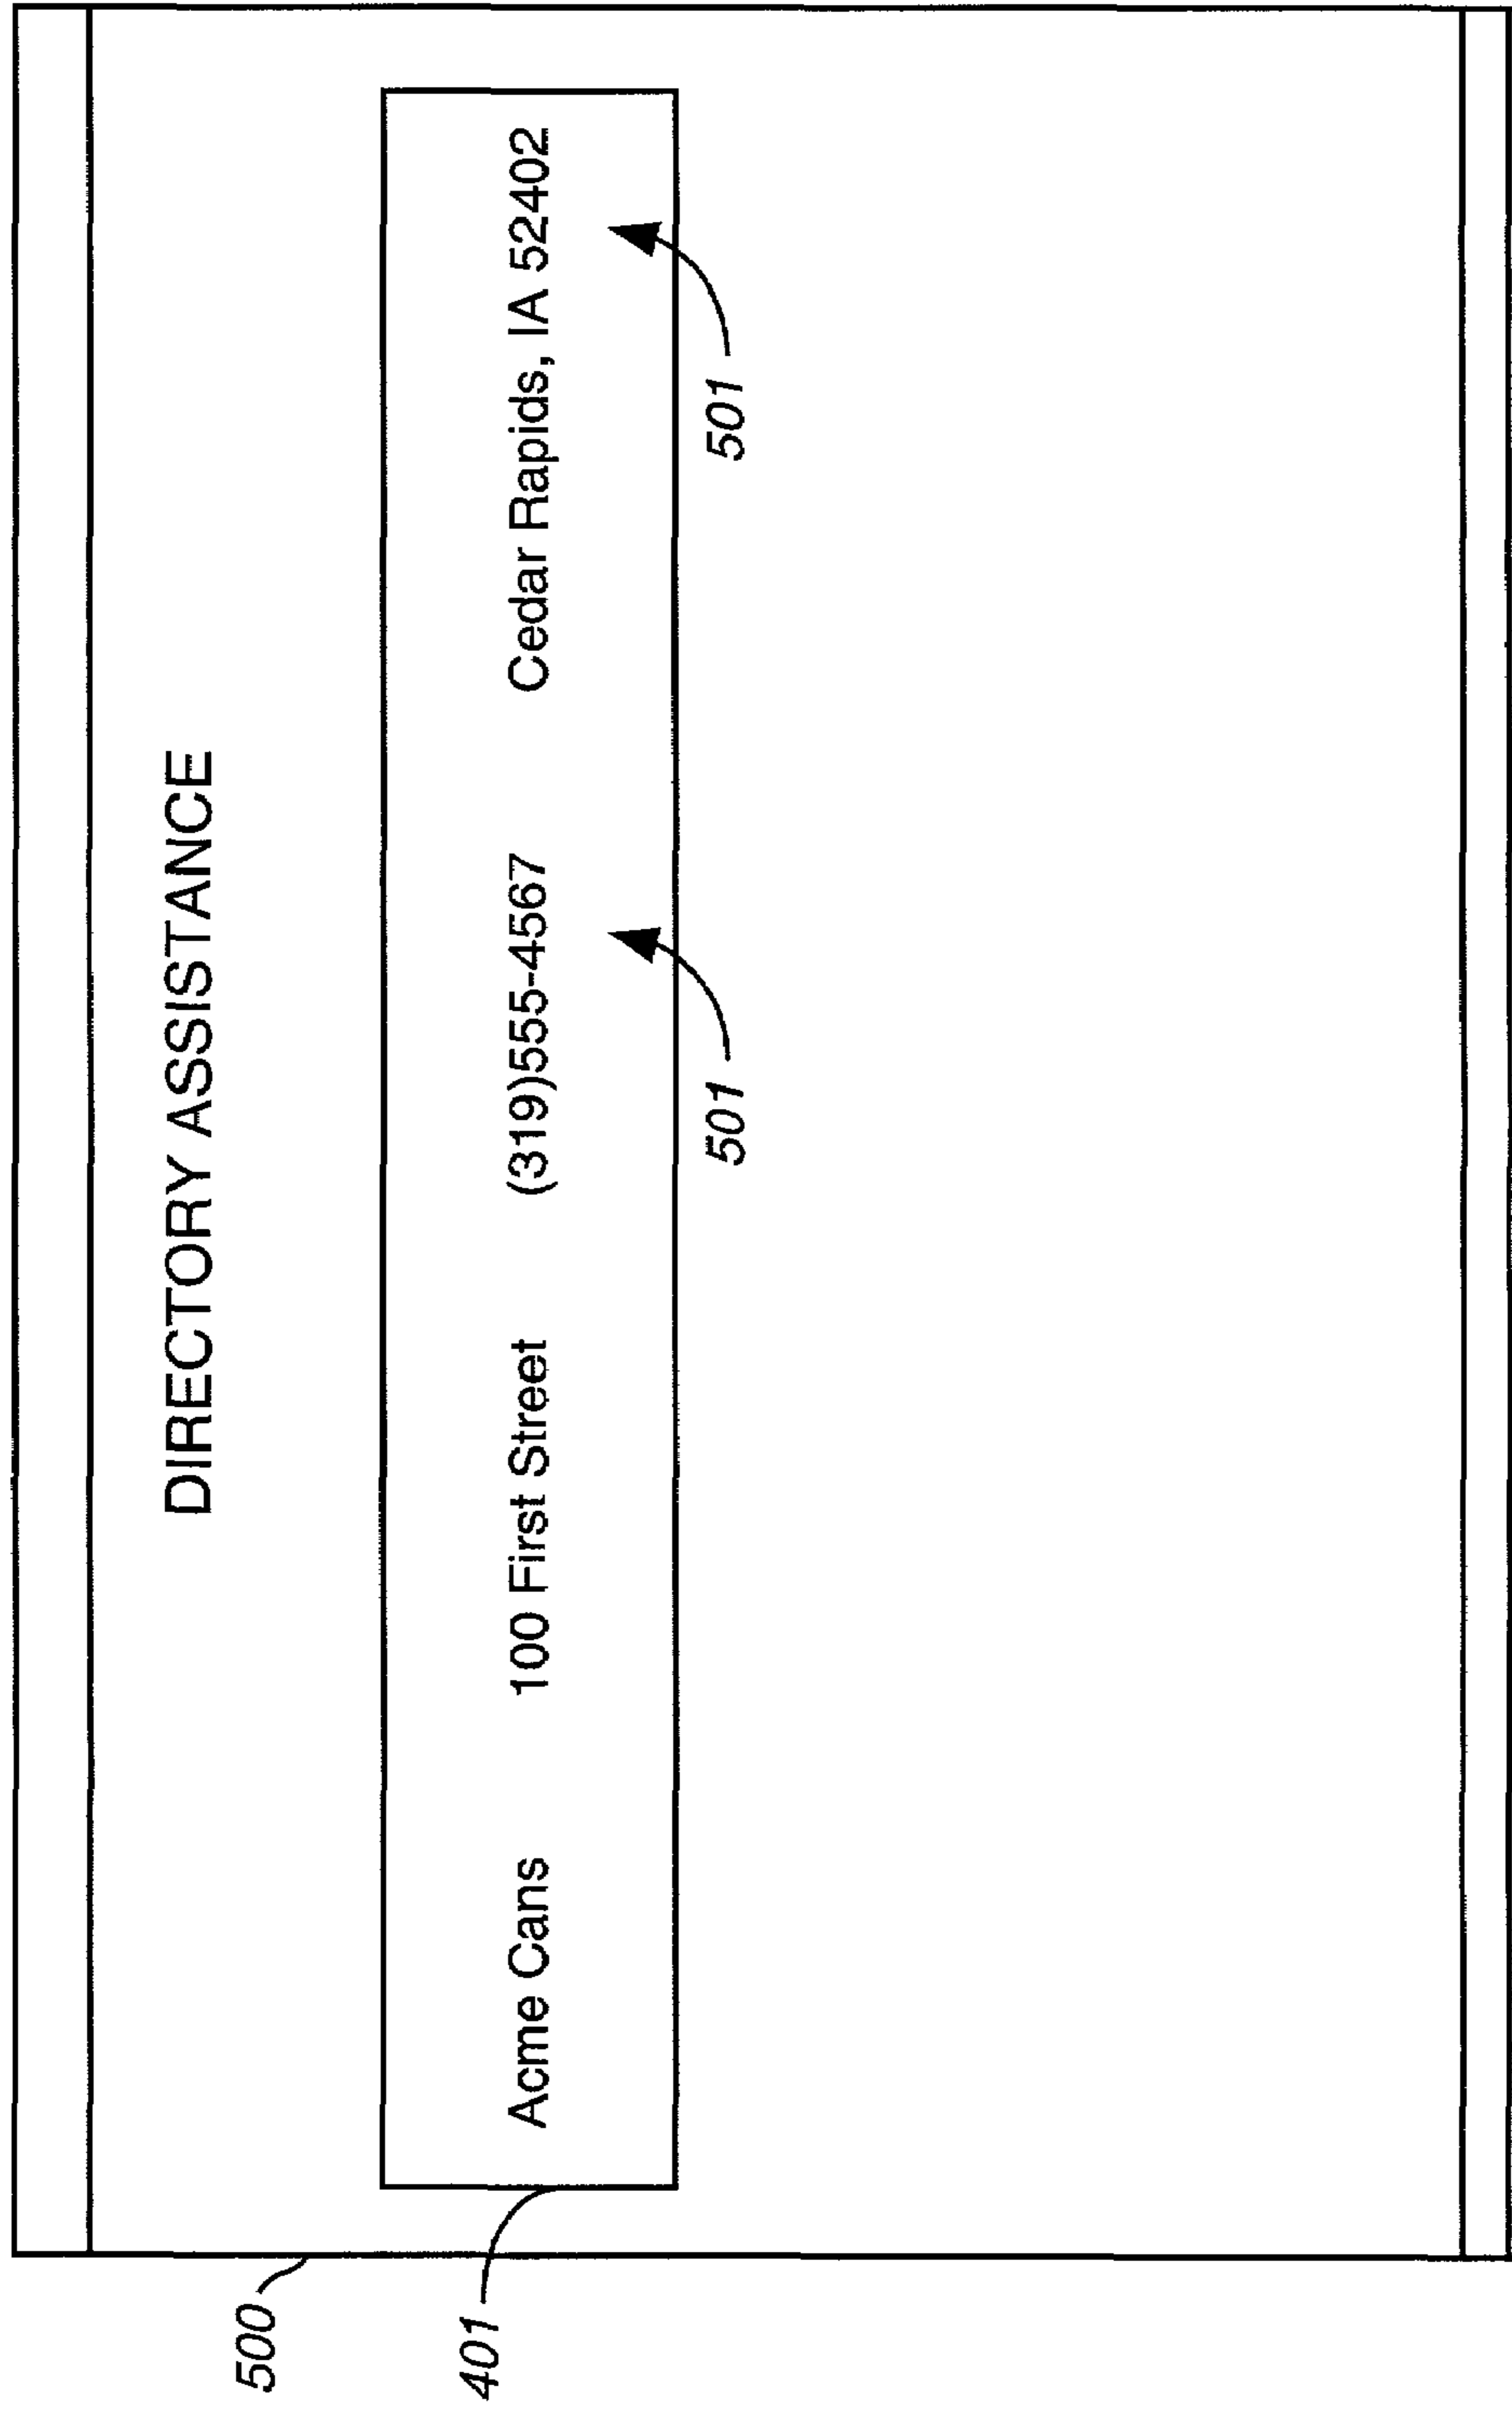 DIRECTORY ASSISTANCE
500
401
Acme Cans 100 First Street (319)555-4567 Cedar Rapids, IA 52402
501 501